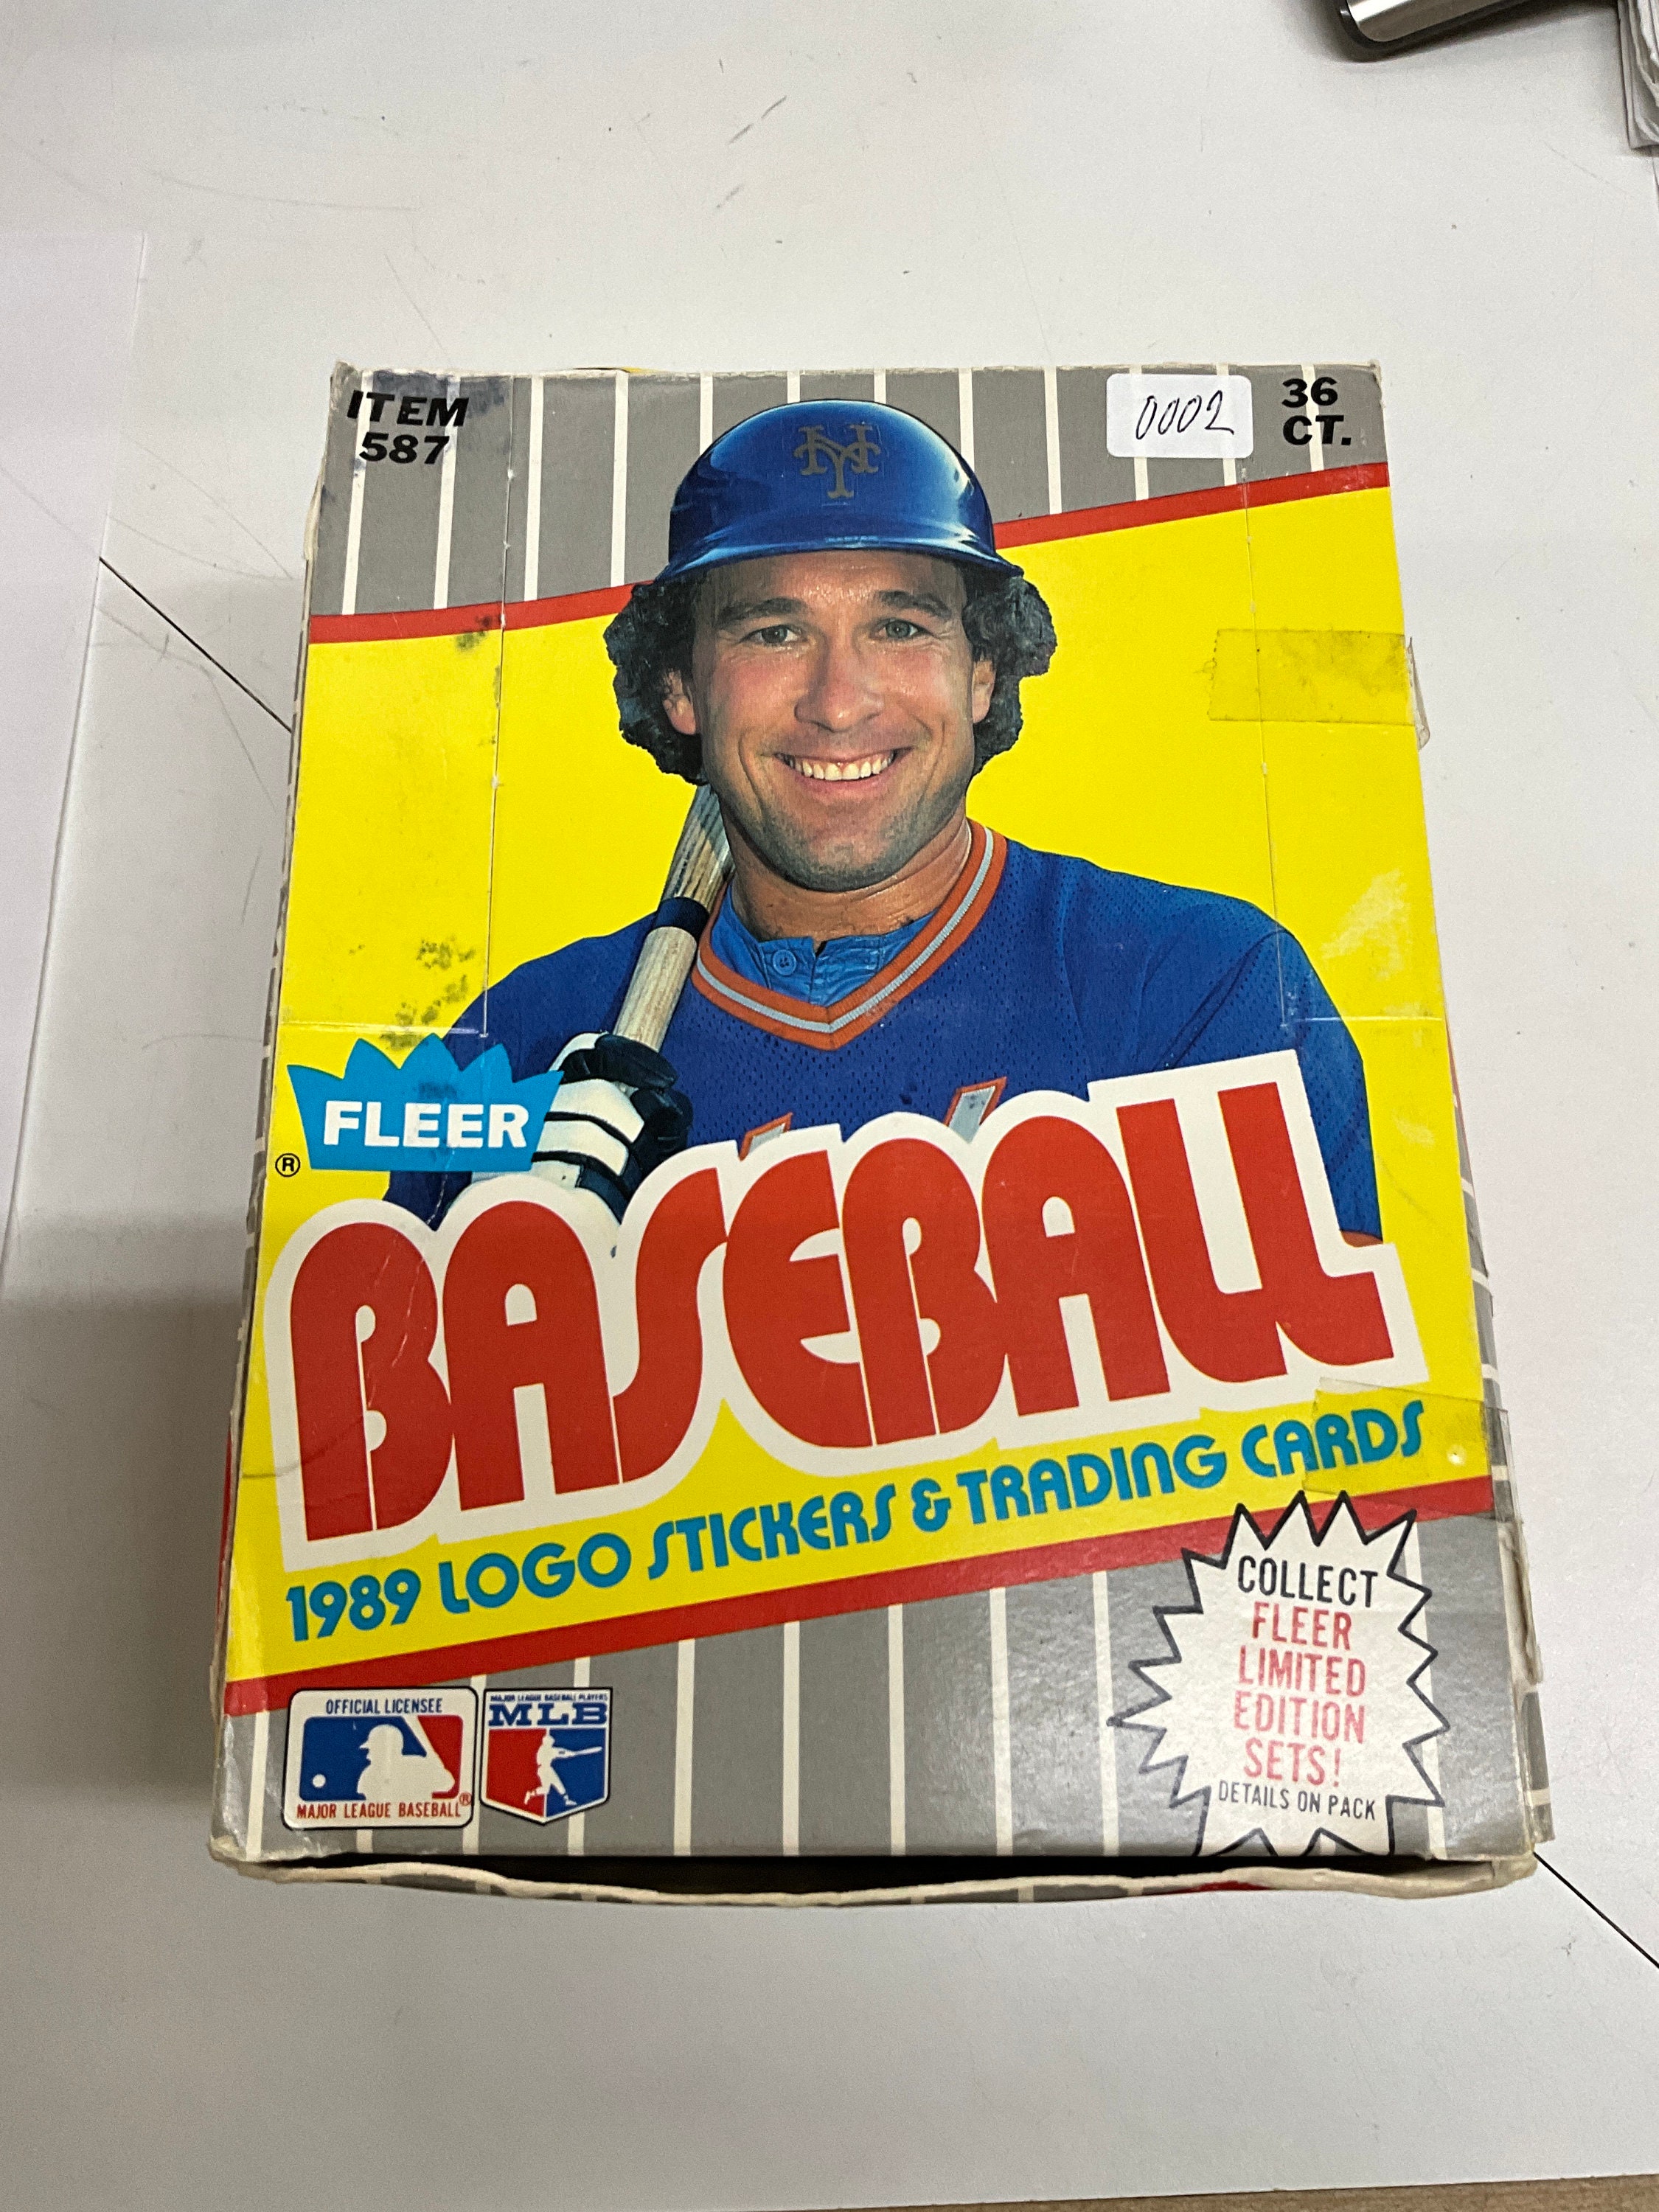 ITEM
587
0002
36
CT.
NY
FLEER
®
BASEBALL
1989 LOGO STICKERS & TRADING CARDS
COLLECT
FLEER
LIMITED
EDITION
SETS!
DETAILS ON PACK
OFFICIAL LICENSEE
MAJOR LEAGUE BASEBALL®
MAJOR LEAGUE BASEBALL PLAYERS
MLB